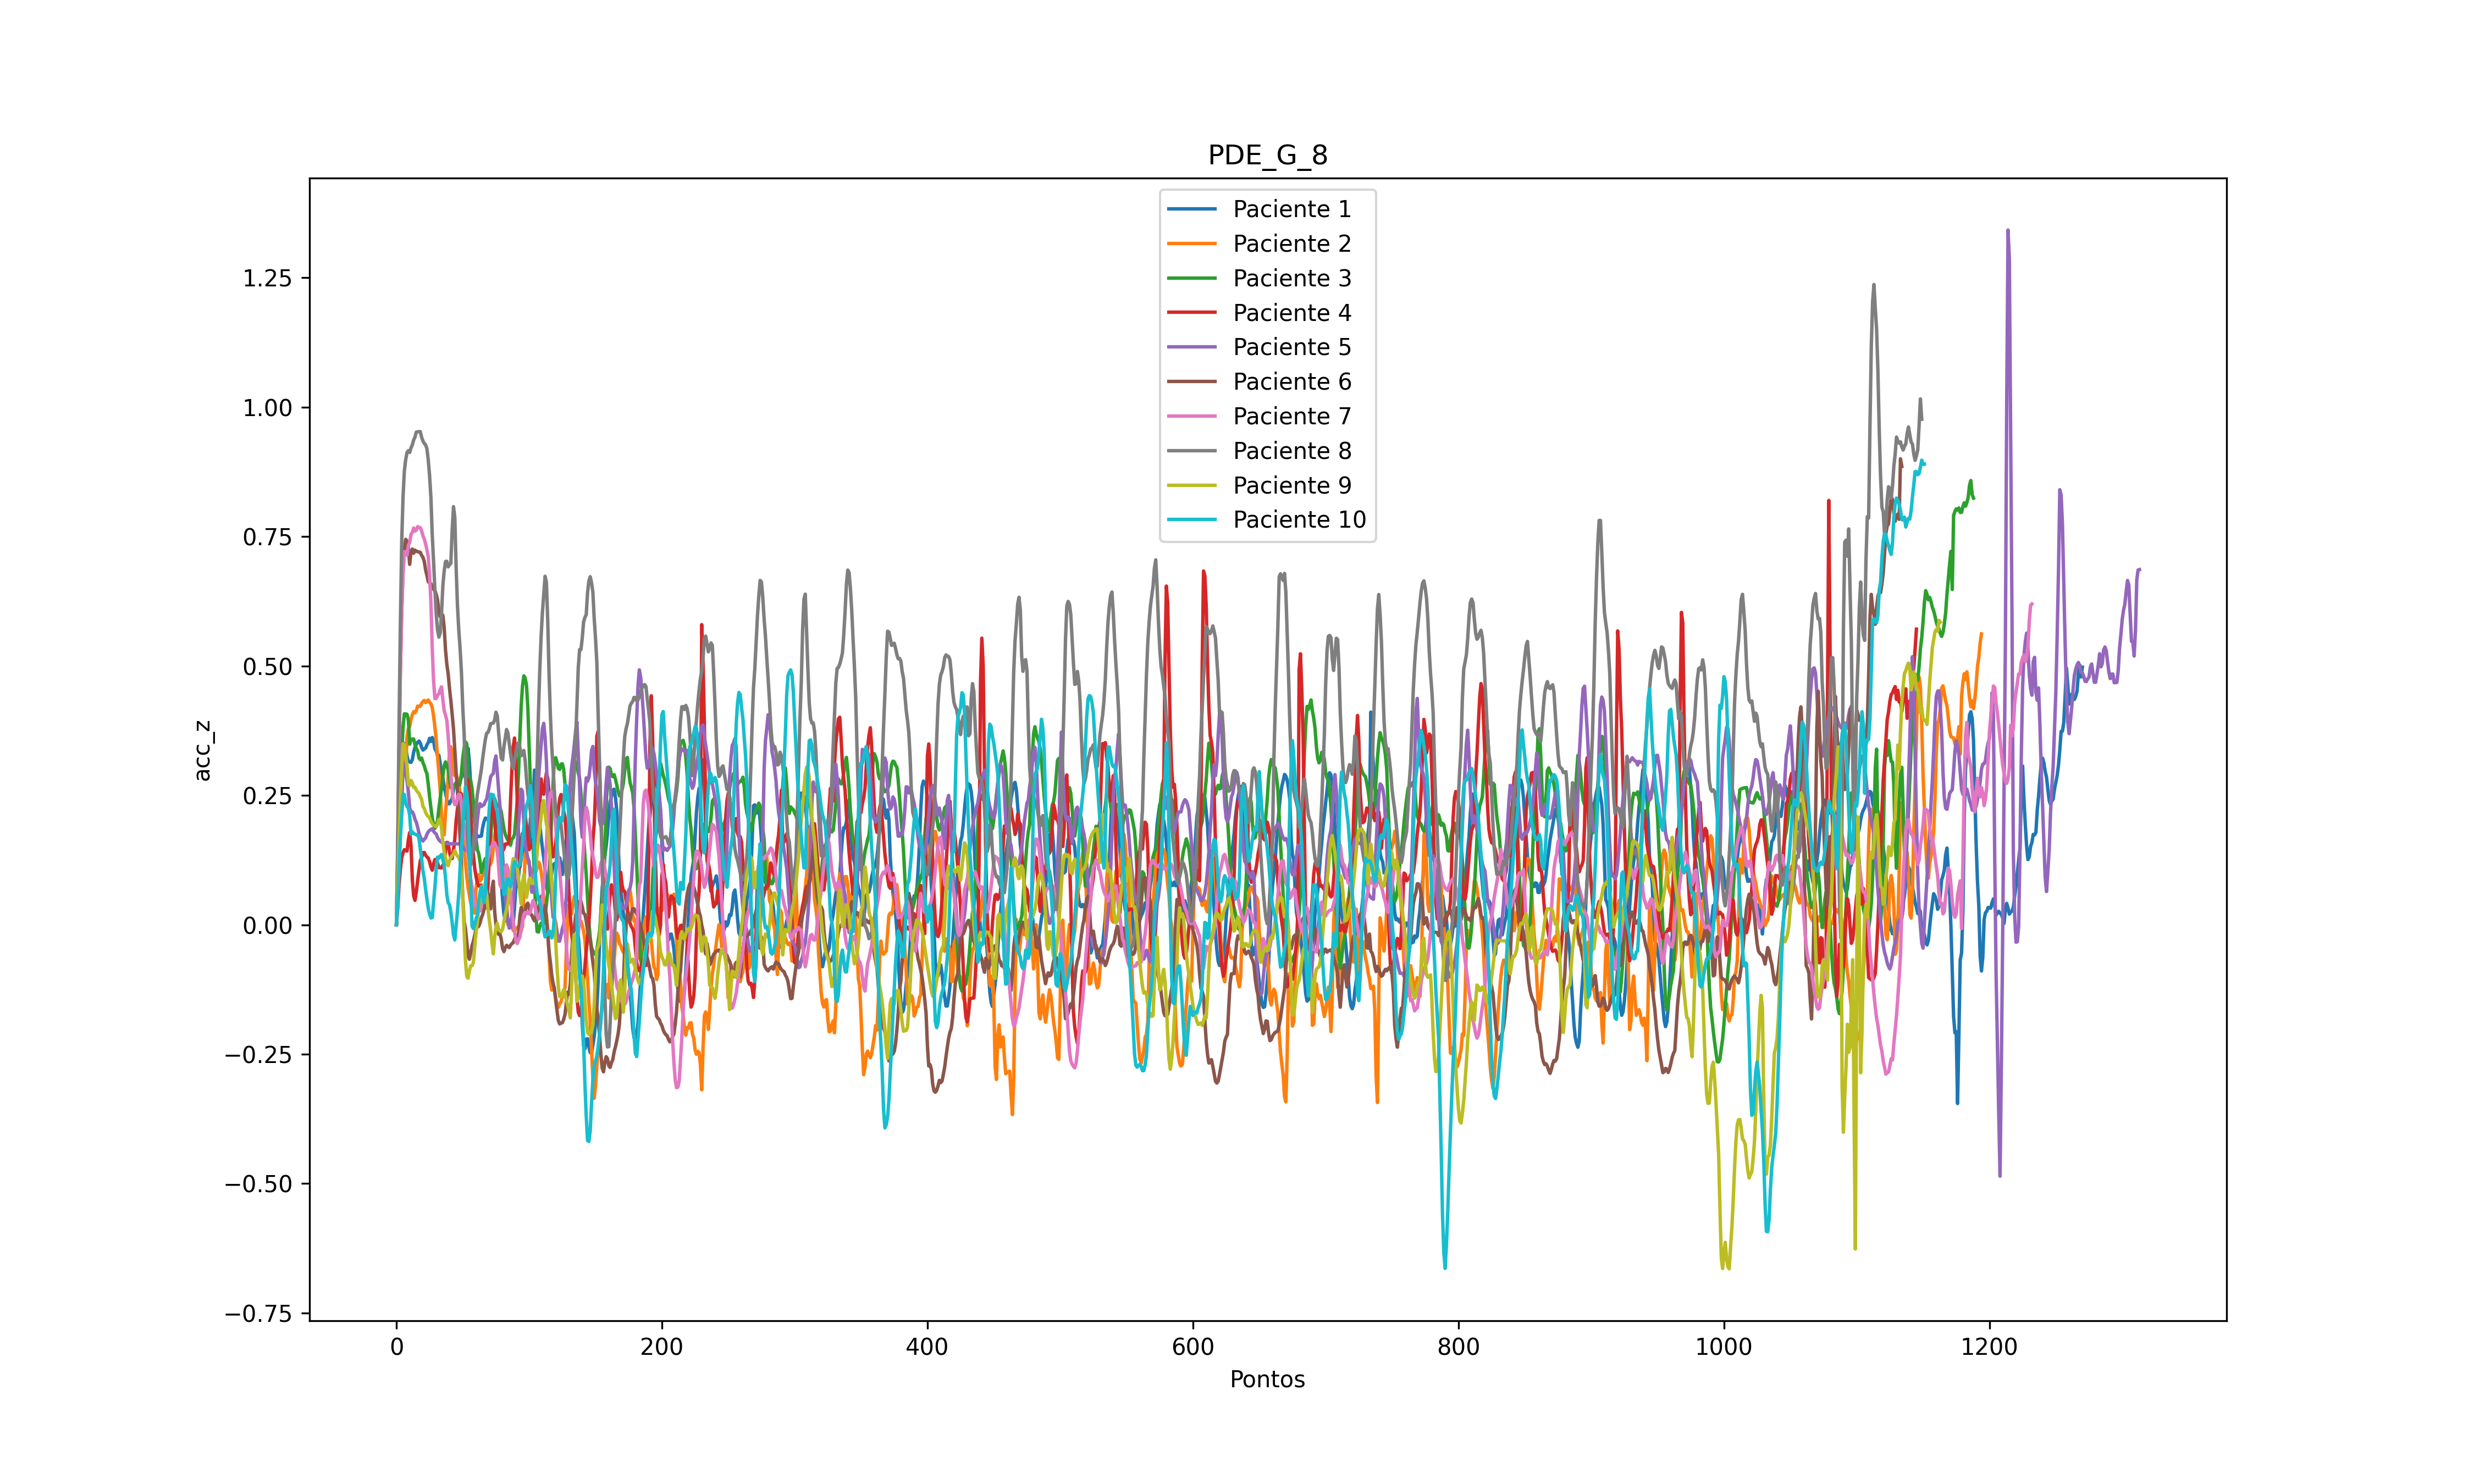 PDE_G_8
Paciente 1
Paciente 2
Paciente 3
Paciente 4
Paciente 5
Paciente 6
Paciente 7
Paciente 8
Paciente 9
Paciente 10
acc_z
1.25
1.00
0.75
0.50
0.25
0.00
−0.25
−0.50
−0.75
0 200 400 600 800 1000 1200
Pontos